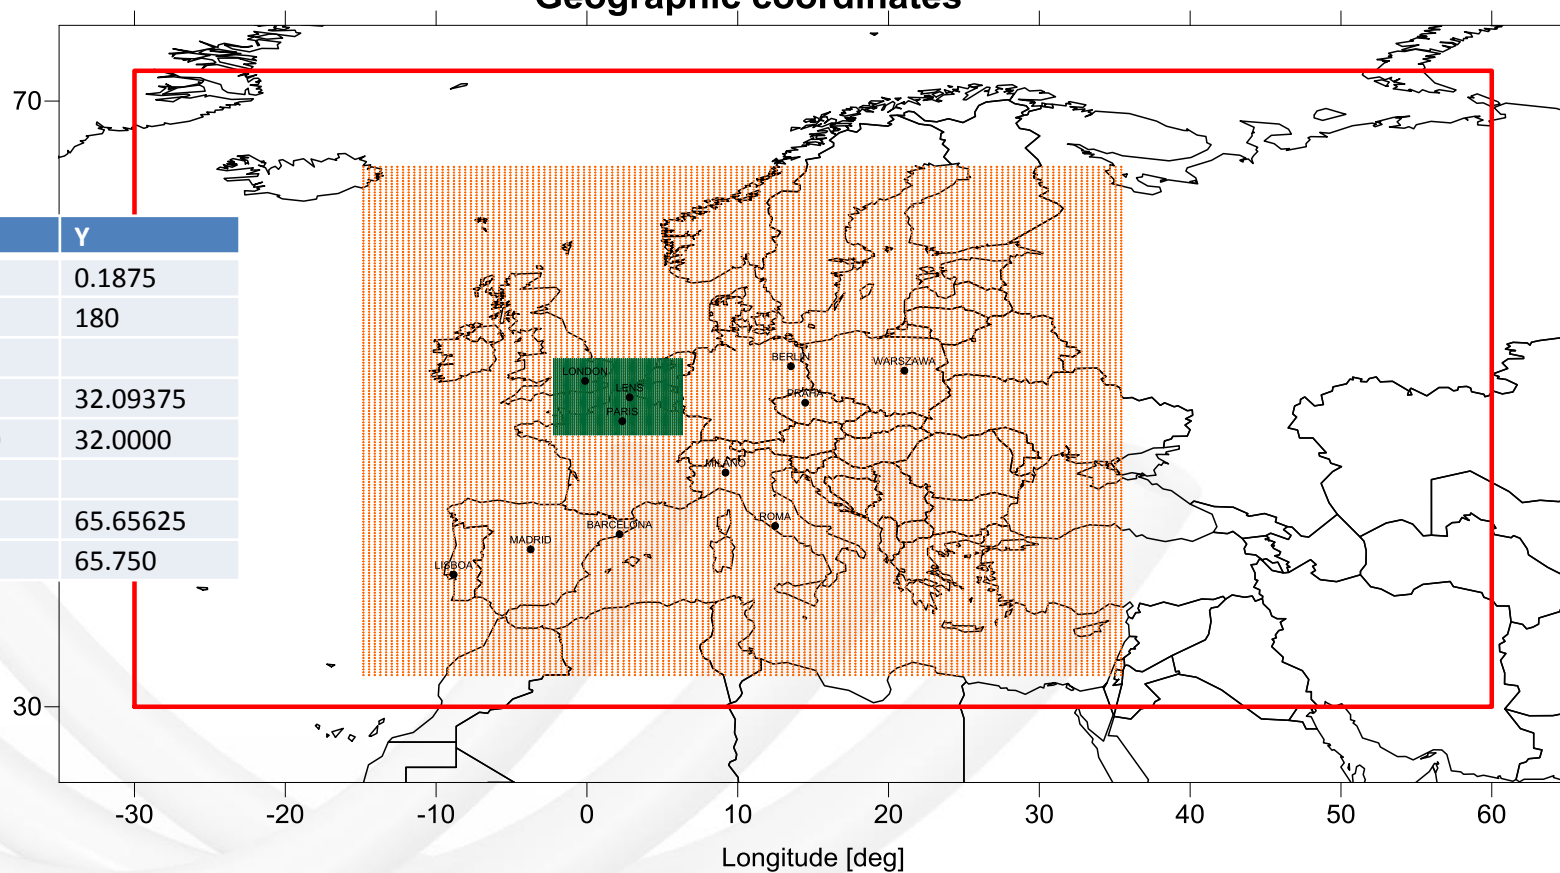 Geographic coordinates
70
Y
0.1875
180
32.09375
32.0000
65.65625
65.750
LONDON
LENS
PARIS
BERLIN
WARSZAWA
PRAHA
MILANO
ROMA
BARCELONA
MADRID
LISBOA
30
-30 -20 -10 0 10 20 30 40 50 60
Longitude [deg]